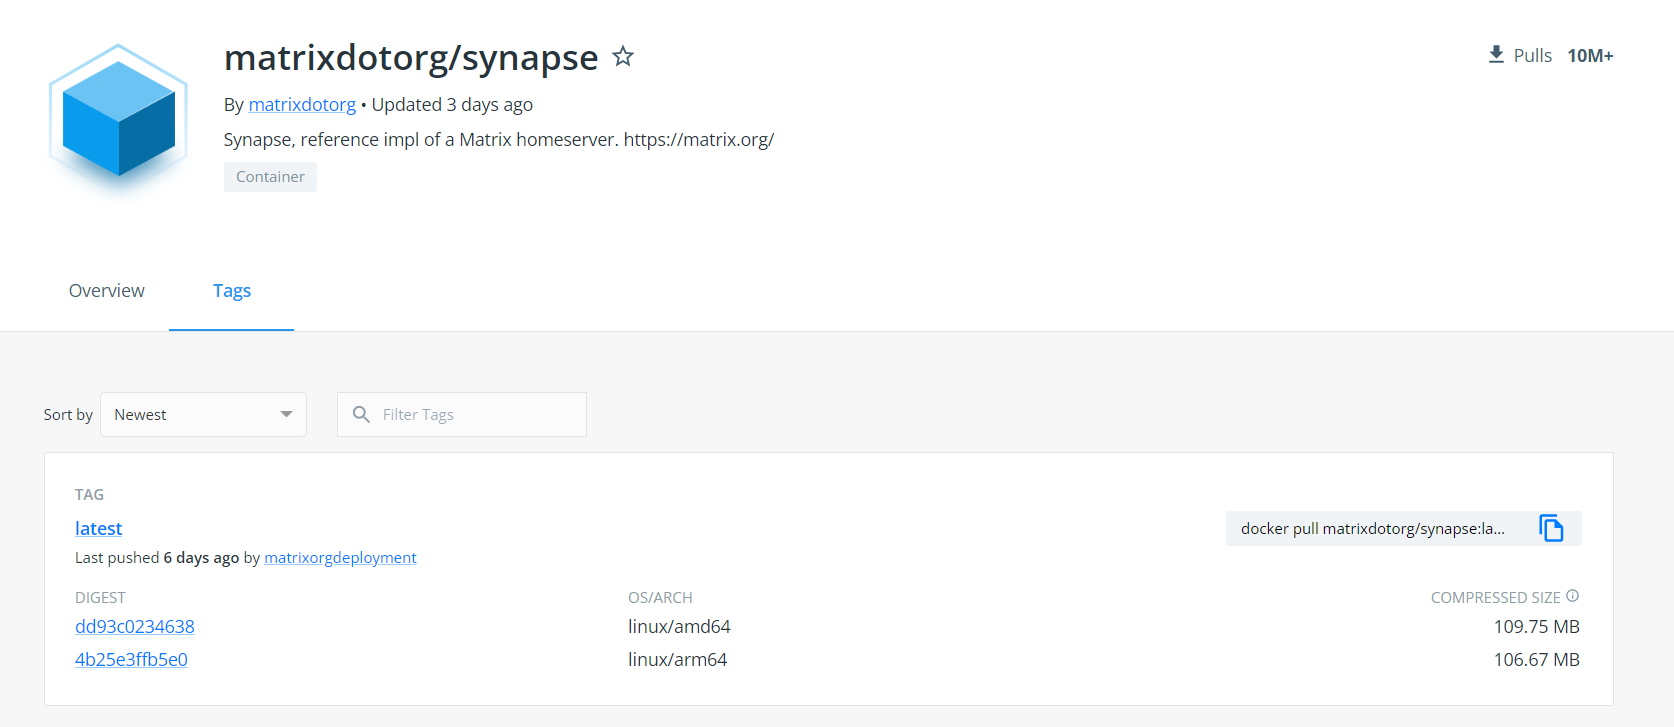 matrixdotorg/synapse
Pulls 10M+
By matrixdotorg • Updated 3 days ago
Synapse, reference impl of a Matrix homeserver. https://matrix.org/
Container
Overview Tags
Sort by Newest Filter Tags
TAG
latest
docker pull matrixdotorg/synapse:la...
Last pushed 6 days ago by matrixorgdeployment
DIGEST OS/ARCH COMPRESSED SIZE
dd93c0234638 linux/amd64 109.75 MB
4b25e3ffb5e0 linux/arm64 106.67 MB